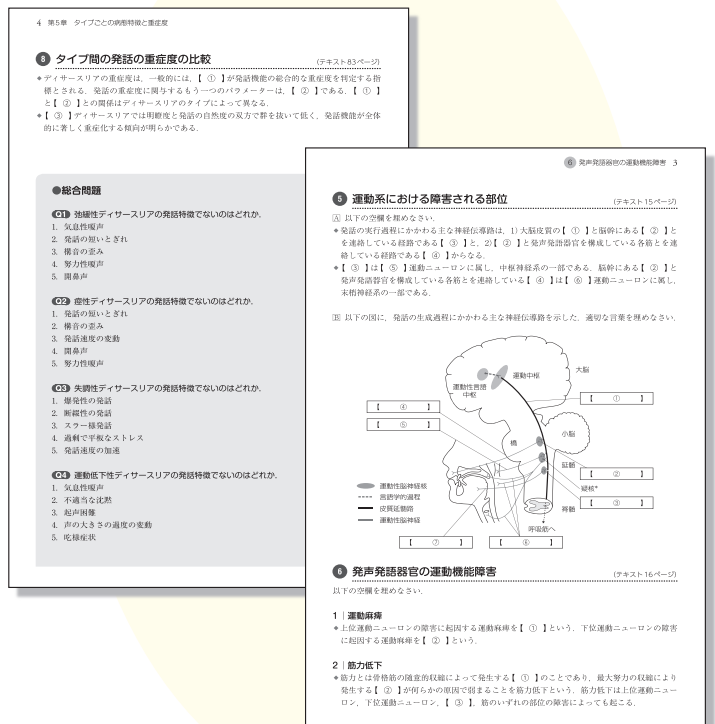 4 第5章 タイプごとの病態特徴と重症度
8 タイプ間の発話の重症度の比較 (テキスト83ページ)
*ディサースリアの重症度は，一般的には，【 ① 】が発話機能の総合的な重症度を判定する指
標とされる．発話の重症度に関与するもう一つのパラメーターは，【 ② 】である．【 ① 】
と【 ② 】との関係はディサースリアのタイプによって異なる．
*【 ③ 】ディサースリアでは明瞭度と発話の自然度の双方で群を抜いて低く，発話機能が全体
的に著しく重症化する傾向が明らかである．
●総合問題
Q1 弛緩性ディサースリアの発話特徴でないのはどれか．
1. 気息性嗄声
2. 発話の短いとぎれ
3. 構音の歪み
4. 努力性嗄声
5. 開鼻声
Q2 痙性ディサースリアの発話特徴でないのはどれか．
1. 発話の短いとぎれ
2. 構音の歪み
3. 発話速度の変動
4. 開鼻声
5. 努力性嗄声
Q3 失調性ディサースリアの発話特徴でないのはどれか．
1. 爆発性の発話
2. 断綴性の発話
3. スラー様発話
4. 過剰で平板なストレス
5. 発話速度の加速
Q4 運動低下性ディサースリアの発話特徴でないのはどれか．
1. 気息性嗄声
2. 不適当な沈黙
3. 起声困難
4. 声の大きさの過度の変動
5. 吃様症状
6 発声発語器官の運動機能障害 3
5 運動系における障害される部位 (テキスト15ページ)
A 以下の空欄を埋めなさい．
*発話の実行過程にかかわる主な神経伝導路は，1) 大脳皮質の【 ① 】と脳幹にある【 ② 】と
を連絡している経路である【 ③ 】と，2)【 ② 】と発声発語器官を構成している各筋とを連
絡している経路である【 ④ 】からなる．
*【 ③ 】は【 ⑤ 】運動ニューロンに属し，中枢神経系の一部である．脳幹にある【 ② 】と
発声発語器官を構成している各筋とを連絡している【 ④ 】は【 ⑥ 】運動ニューロンに属し，
末梢神経系の一部である．
B 以下の図に，発話の生成過程にかかわる主な神経伝導路を示した．適切な言葉を埋めなさい．
運動中枢
大脳
運動性言語
中枢
【 ① 】
【 ④ 】
【 ⑤ 】
小脳
橋
延髄
【 ② 】
疑核*
【 ③ 】
脊髄
運動性脳神経核
言語学的過程
皮質延髄路
運動性脳神経
呼吸筋へ
【 ⑦ 】
【 ⑥ 】
6 発声発語器官の運動機能障害 (テキスト16ページ)
以下の空欄を埋めなさい．
1｜運動麻痺
*上位運動ニューロンの障害に起因する運動麻痺を【 ① 】という．下位運動ニューロンの障害
に起因する運動麻痺を【 ② 】という．
2｜筋力低下
*筋力とは骨格筋の随意的収縮によって発生する【 ① 】のことであり，最大努力の収縮により
発生する【 ② 】が何らかの原因で弱まることを筋力低下という．筋力低下は上位運動ニュー
ロン，下位運動ニューロン，【 ③ 】，筋のいずれの部位の障害によっても起こる．